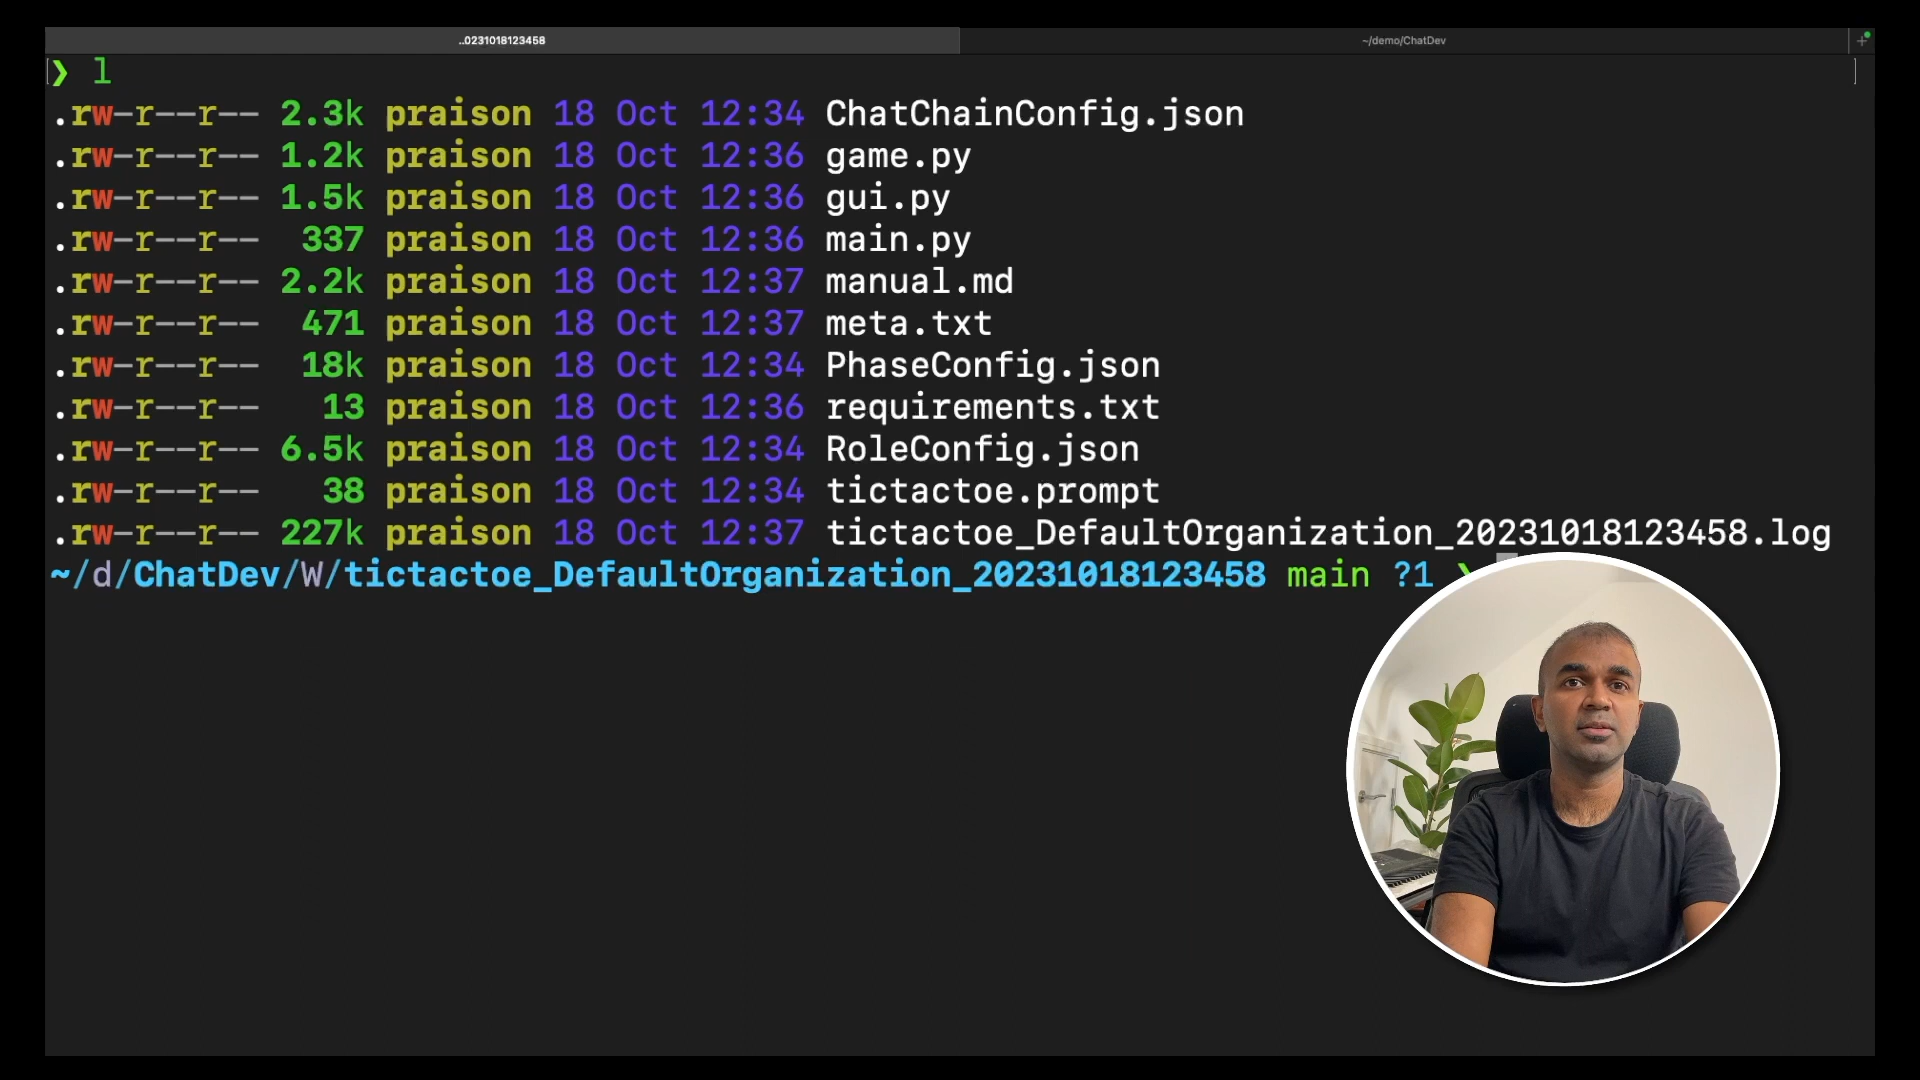 ..0231018123458
~/demo/ChatDev
❯ l
.rw-r--r-- 2.3k praison 18 Oct 12:34 ChatChainConfig.json
.rw-r--r-- 1.2k praison 18 Oct 12:36 game.py
.rw-r--r-- 1.5k praison 18 Oct 12:36 gui.py
.rw-r--r-- 337 praison 18 Oct 12:36 main.py
.rw-r--r-- 2.2k praison 18 Oct 12:37 manual.md
.rw-r--r-- 471 praison 18 Oct 12:37 meta.txt
.rw-r--r-- 18k praison 18 Oct 12:34 PhaseConfig.json
.rw-r--r-- 13 praison 18 Oct 12:36 requirements.txt
.rw-r--r-- 6.5k praison 18 Oct 12:34 RoleConfig.json
.rw-r--r-- 38 praison 18 Oct 12:34 tictactoe.prompt
.rw-r--r-- 227k praison 18 Oct 12:37 tictactoe_DefaultOrganization_20231018123458.log
~/d/ChatDev/W/tictactoe_DefaultOrganization_20231018123458 main ?1 ❯